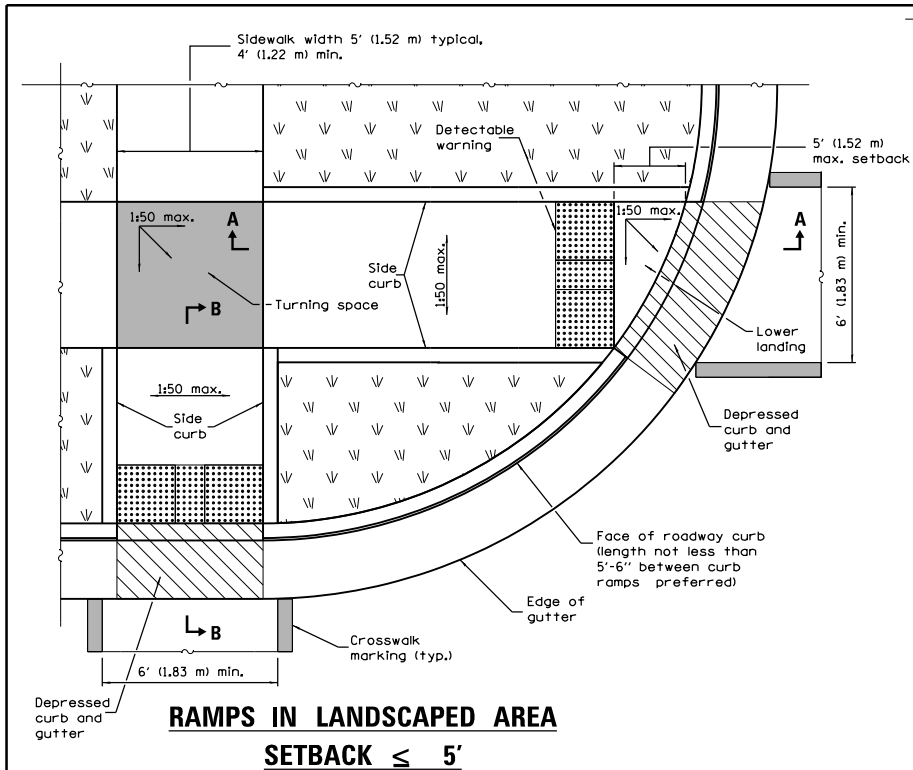 Sidewalk width 5' (1.52 m) typical,
4' (1.22 m) min.
Detectable
warning
5' (1.52 m)
max. setback
1:50 max.
A
1:50 max.
A
Side
curb
1:50 max.
6' (1.83 m) min.
B
Turning space
Lower
landing
1:50 max.
Side
curb
Depressed
curb and
gutter
Face of roadway curb
(length not less than
5'-6" between curb
ramps preferred)
Edge of
gutter
B
Crosswalk
marking (typ.)
6' (1.83 m) min.
Depressed
curb and
gutter
RAMPS IN LANDSCAPED AREA
SETBACK ≤ 5'